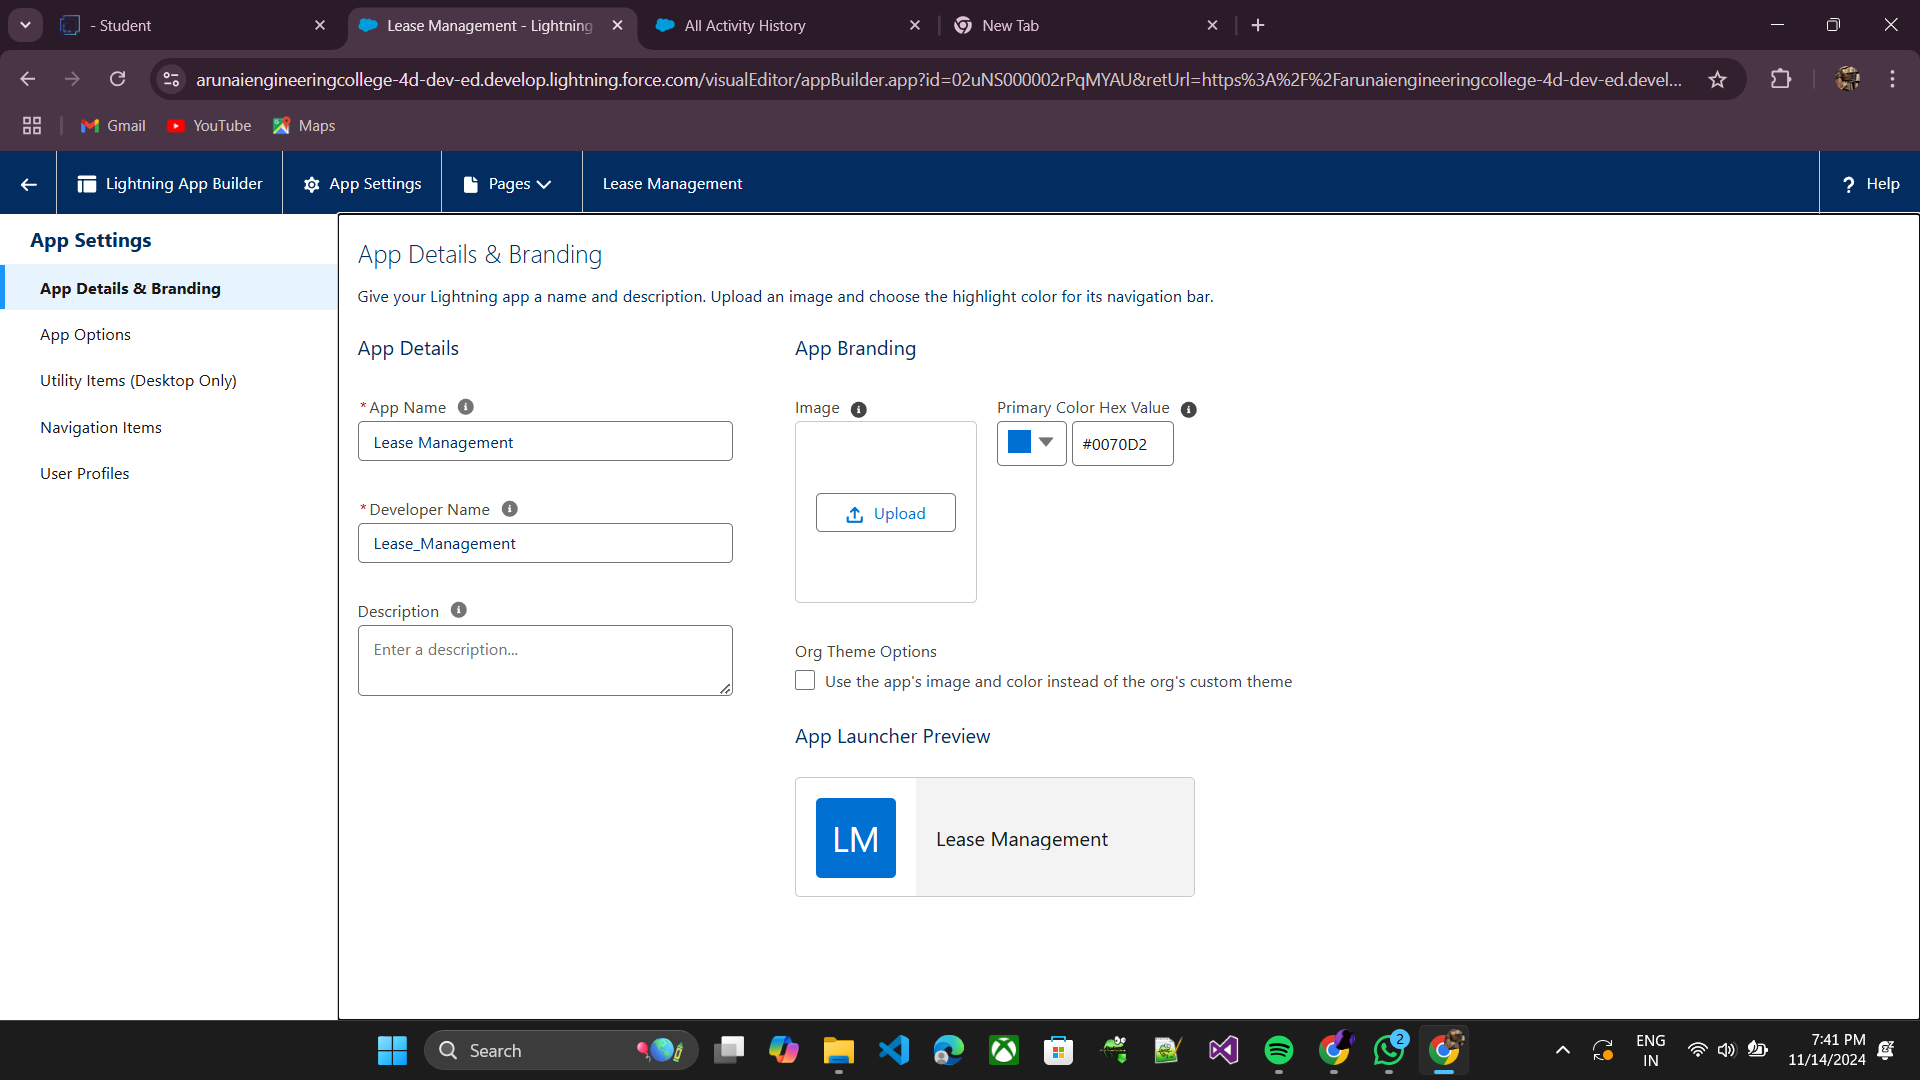 - Student
Lease Management - Lightning
All Activity History
New Tab
arunaiengineeringcollege-4d-dev-ed.develop.lightning.force.com/visualEditor/appBuilder.app?id=02uNS000002rPqMYAU&retUrl=https%3A%2F%2Farunaiengineeringcollege-4d-dev-ed.devel...
Gmail
YouTube
Maps
Lightning App Builder
App Settings
Pages
Lease Management
? Help
App Settings
App Details & Branding
App Options
Utility Items (Desktop Only)
Navigation Items
User Profiles
App Details & Branding
Give your Lightning app a name and description. Upload an image and choose the highlight color for its navigation bar.
App Details
* App Name
Lease Management
* Developer Name
Lease_Management
Description
Enter a description...
App Branding
Image
Upload
Primary Color Hex Value
#0070D2
Org Theme Options
Use the app's image and color instead of the org's custom theme
App Launcher Preview
LM
Lease Management
Search
2
ENG
IN
7:41 PM
11/14/2024